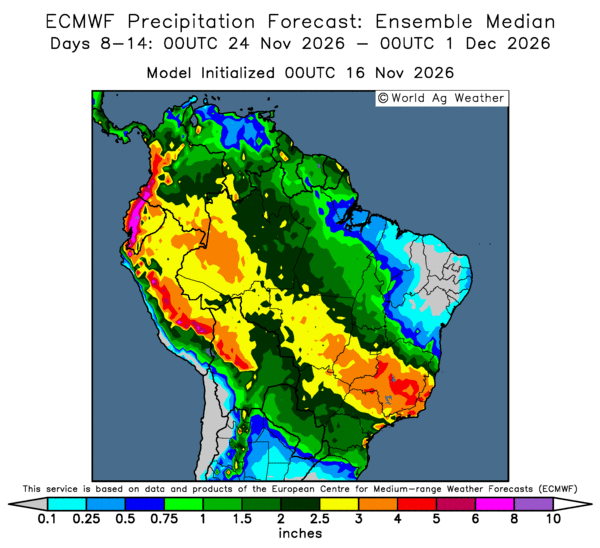 ECMWF Precipitation Forecast: Ensemble Median
Days 8-14: 00UTC 24 Nov 2026 – 00UTC 1 Dec 2026
Model Initialized 00UTC 16 Nov 2026
© World Ag Weather
This service is based on data and products of the European Centre for Medium-range Weather Forecasts (ECMWF)
0.1 0.25 0.5 0.75 1 1.5 2 2.5 3 4 5 6 8 10
inches